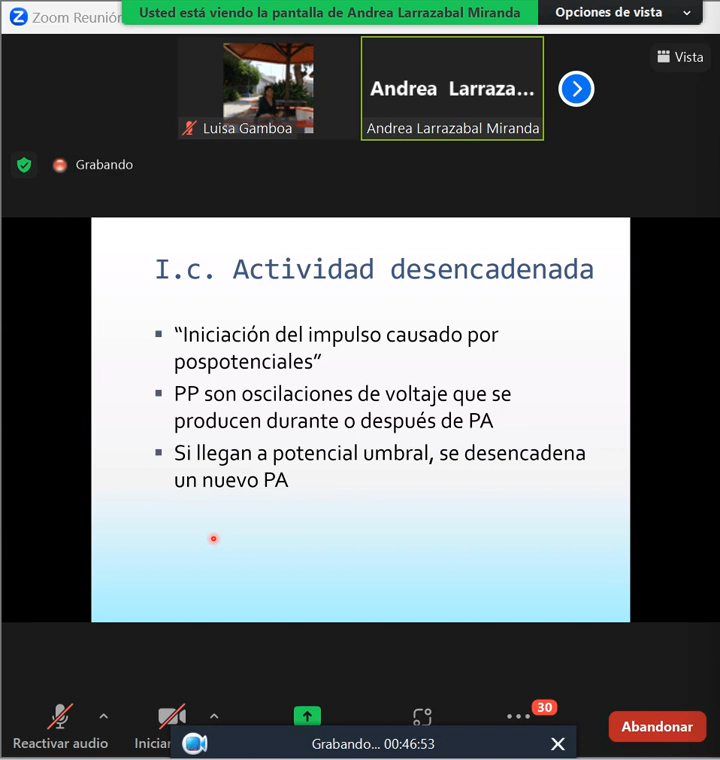 Zoom Reunión
Usted está viendo la pantalla de Andrea Larrazabal Miranda
Opciones de vista
Luisa Gamboa
Andrea Larraza...
Andrea Larrazabal Miranda
Vista
Grabando
I.c. Actividad desencadenada
▪ “Iniciación del impulso causado por
pospotenciales”
▪ PP son oscilaciones de voltaje que se
producen durante o después de PA
▪ Si llegan a potencial umbral, se desencadena
un nuevo PA
30
Reactivar audio
Iniciar
Abandonar
Grabando... 00:46:53